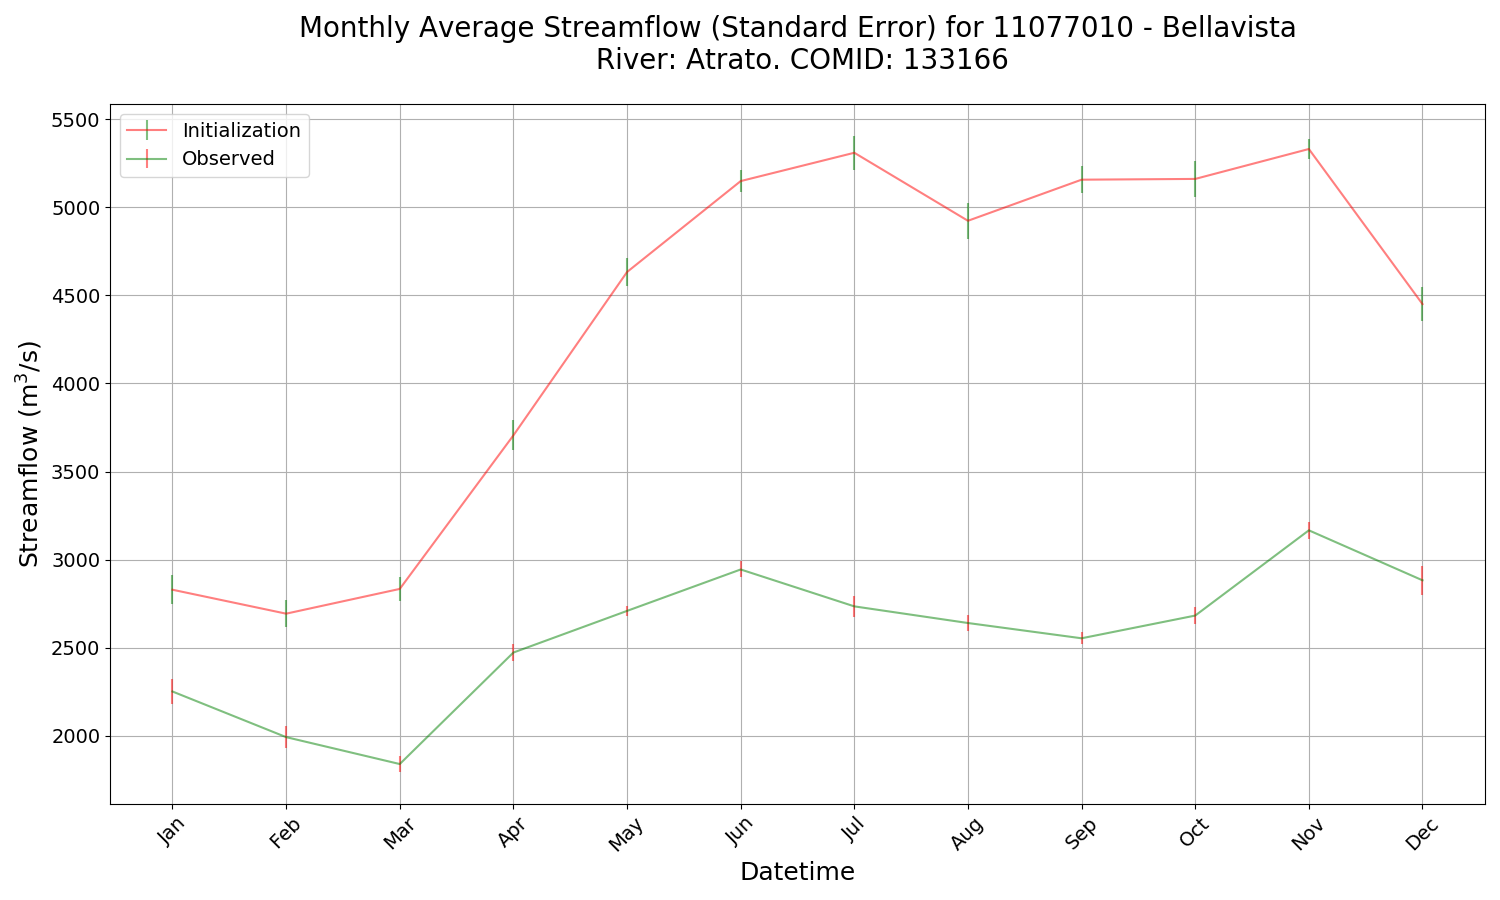 Monthly Average Streamflow (Standard Error) for 11077010 - Bellavista
River: Atrato. COMID: 133166
Initialization
Observed
5500
5000
4500
4000
3500
3000
2500
2000
Streamflow (m³/s)
Jan
Feb
Mar
Apr
May
Jun
Jul
Aug
Sep
Oct
Nov
Dec
Datetime